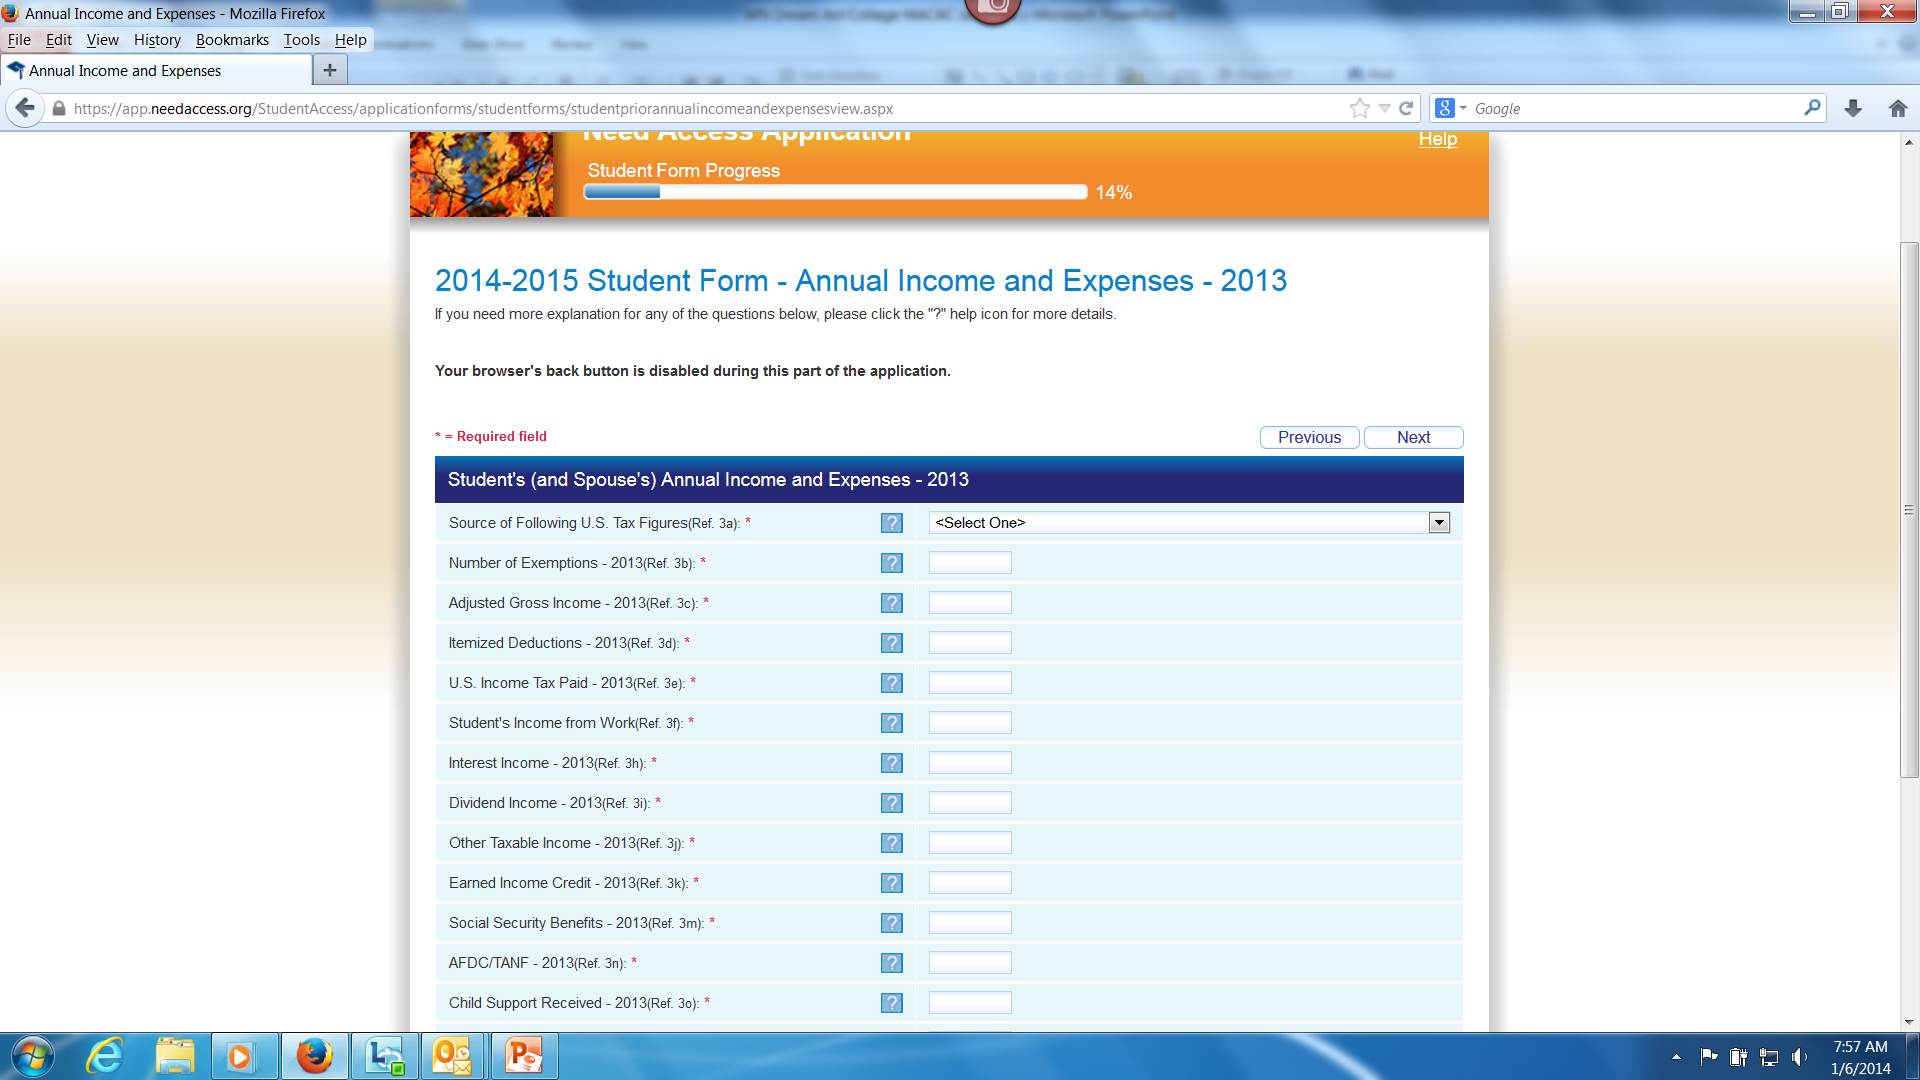 Annual Income and Expenses - Mozilla Firefox
File Edit View History Bookmarks Tools Help
Annual Income and Expenses
https://app.needaccess.org/StudentAccess/applicationforms/studentforms/studentpriorannualincomeandexpensesview.aspx
Google
Need Access Application
Help
Student Form Progress
14%
2014-2015 Student Form - Annual Income and Expenses - 2013
If you need more explanation for any of the questions below, please click the "?" help icon for more details.
Your browser's back button is disabled during this part of the application.
* = Required field
Previous Next
Student's (and Spouse's) Annual Income and Expenses - 2013
Source of Following U.S. Tax Figures(Ref. 3a): * ? <Select One>
Number of Exemptions - 2013(Ref. 3b): * ?
Adjusted Gross Income - 2013(Ref. 3c): * ?
Itemized Deductions - 2013(Ref. 3d): * ?
U.S. Income Tax Paid - 2013(Ref. 3e): * ?
Student's Income from Work(Ref. 3f): * ?
Interest Income - 2013(Ref. 3h): * ?
Dividend Income - 2013(Ref. 3i): * ?
Other Taxable Income - 2013(Ref. 3j): * ?
Earned Income Credit - 2013(Ref. 3k): * ?
Social Security Benefits - 2013(Ref. 3m): * ?
AFDC/TANF - 2013(Ref. 3n): * ?
Child Support Received - 2013(Ref. 3o): * ?
7:57 AM
1/6/2014